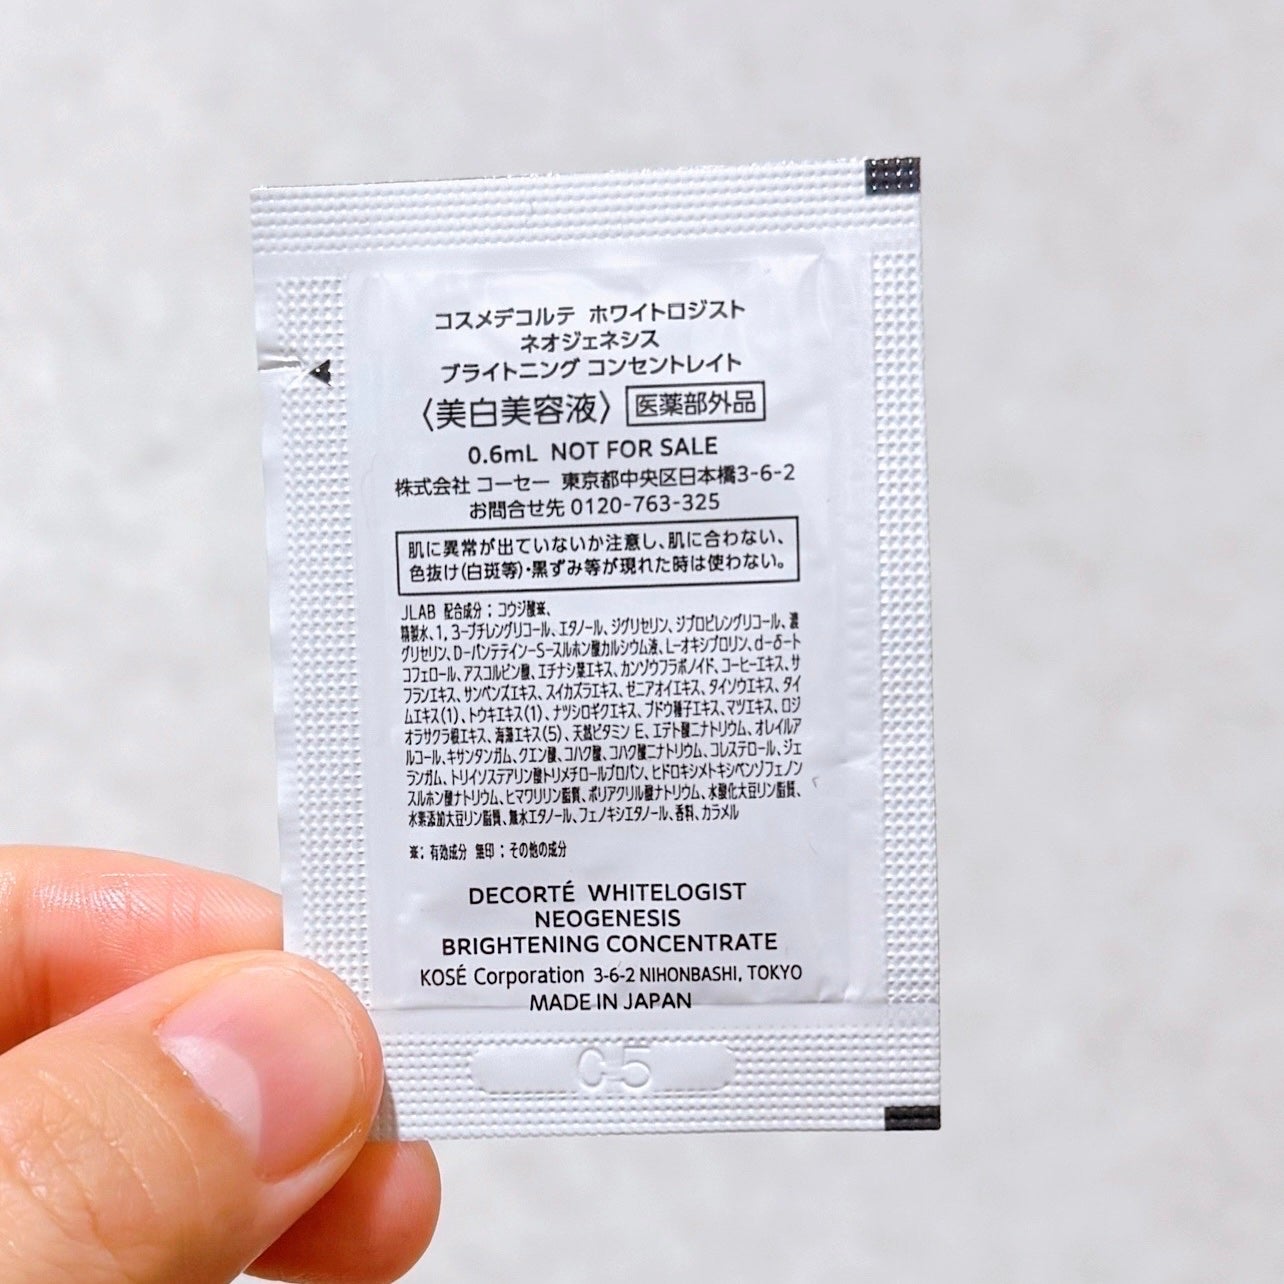 コスメデコルテ ホワイトロジスト
ネオジェネシス
ブライトニング コンセントレイト
〈美白美容液〉 医薬部外品
0.6mL NOT FOR SALE
株式会社 コーセー 東京都中央区日本橋3-6-2
お問合せ先 0120-763-325
肌に異常が出ていないか注意し、肌に合わない、
色抜け(白斑等)・黒ずみ等が現れた時は使わない。
JLAB 配合成分：コウジ酸※、
精製水、1, 3-ブチレングリコール、エタノール、ジグリセリン、ジプロピレングリコール、濃
グリセリン、D-パンテテイン-S-スルホン酸カルシウム液、L-オキシプロリン、d-δ-ト
コフェロール、アスコルビン酸、エチナシ葉エキス、カンゾウフラボノイド、コーヒーエキス、サ
フランエキス、サンペンズエキス、スイカズラエキス、ゼニアオイエキス、タイソウエキス、タイ
ムエキス(1)、トウキエキス(1)、ナツシロギクエキス、ブドウ種子エキス、マツエキス、ロジ
オラサクラ根エキス、海藻エキス(5)、天然ビタミン E、エデト酸二ナトリウム、オレイルア
ルコール、キサンタンガム、クエン酸、コハク酸、コハク酸二ナトリウム、コレステロール、ジェ
ランガム、トリイソステアリン酸トリメチロールプロパン、ヒドロキシメトキシベンゾフェノン
スルホン酸ナトリウム、ヒマワリリン脂質、ポリアクリル酸ナトリウム、水酸化大豆リン脂質、
水素添加大豆リン脂質、無水エタノール、フェノキシエタノール、香料、カラメル
※：有効成分 無印：その他の成分
DECORTÉ WHITELOGIST
NEOGENESIS
BRIGHTENING CONCENTRATE
KOSÉ Corporation 3-6-2 NIHONBASHI, TOKYO
MADE IN JAPAN
C-5